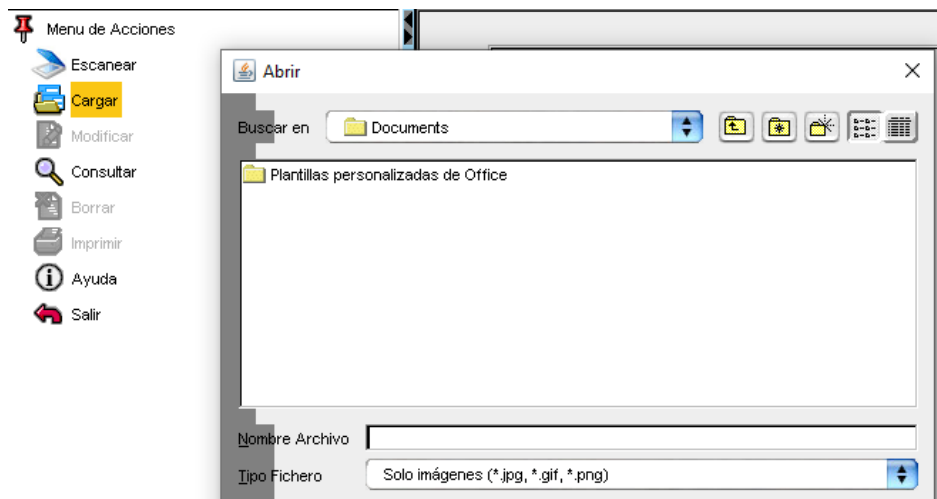 Menu de Acciones
Escanear
Cargar
Modificar
Consultar
Borrar
Imprimir
Ayuda
Salir
Abrir
Buscar en Documents
Plantillas personalizadas de Office
Nombre Archivo
Tipo Fichero Solo imágenes (*.jpg, *.gif, *.png)